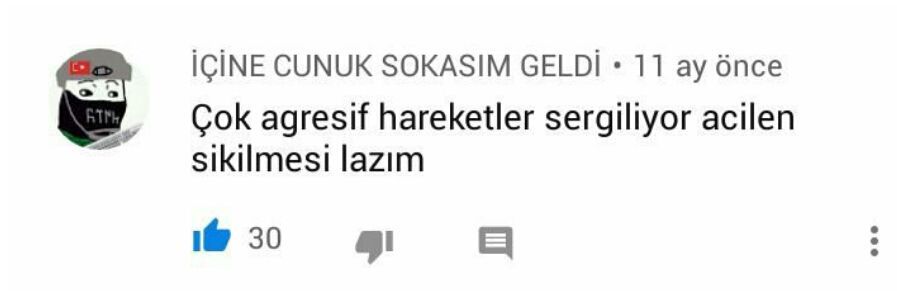 İÇİNE CUNUK SOKASIM GELDİ • 11 ay önce
Çok agresif hareketler sergiliyor acilen
sikilmesi lazım
30